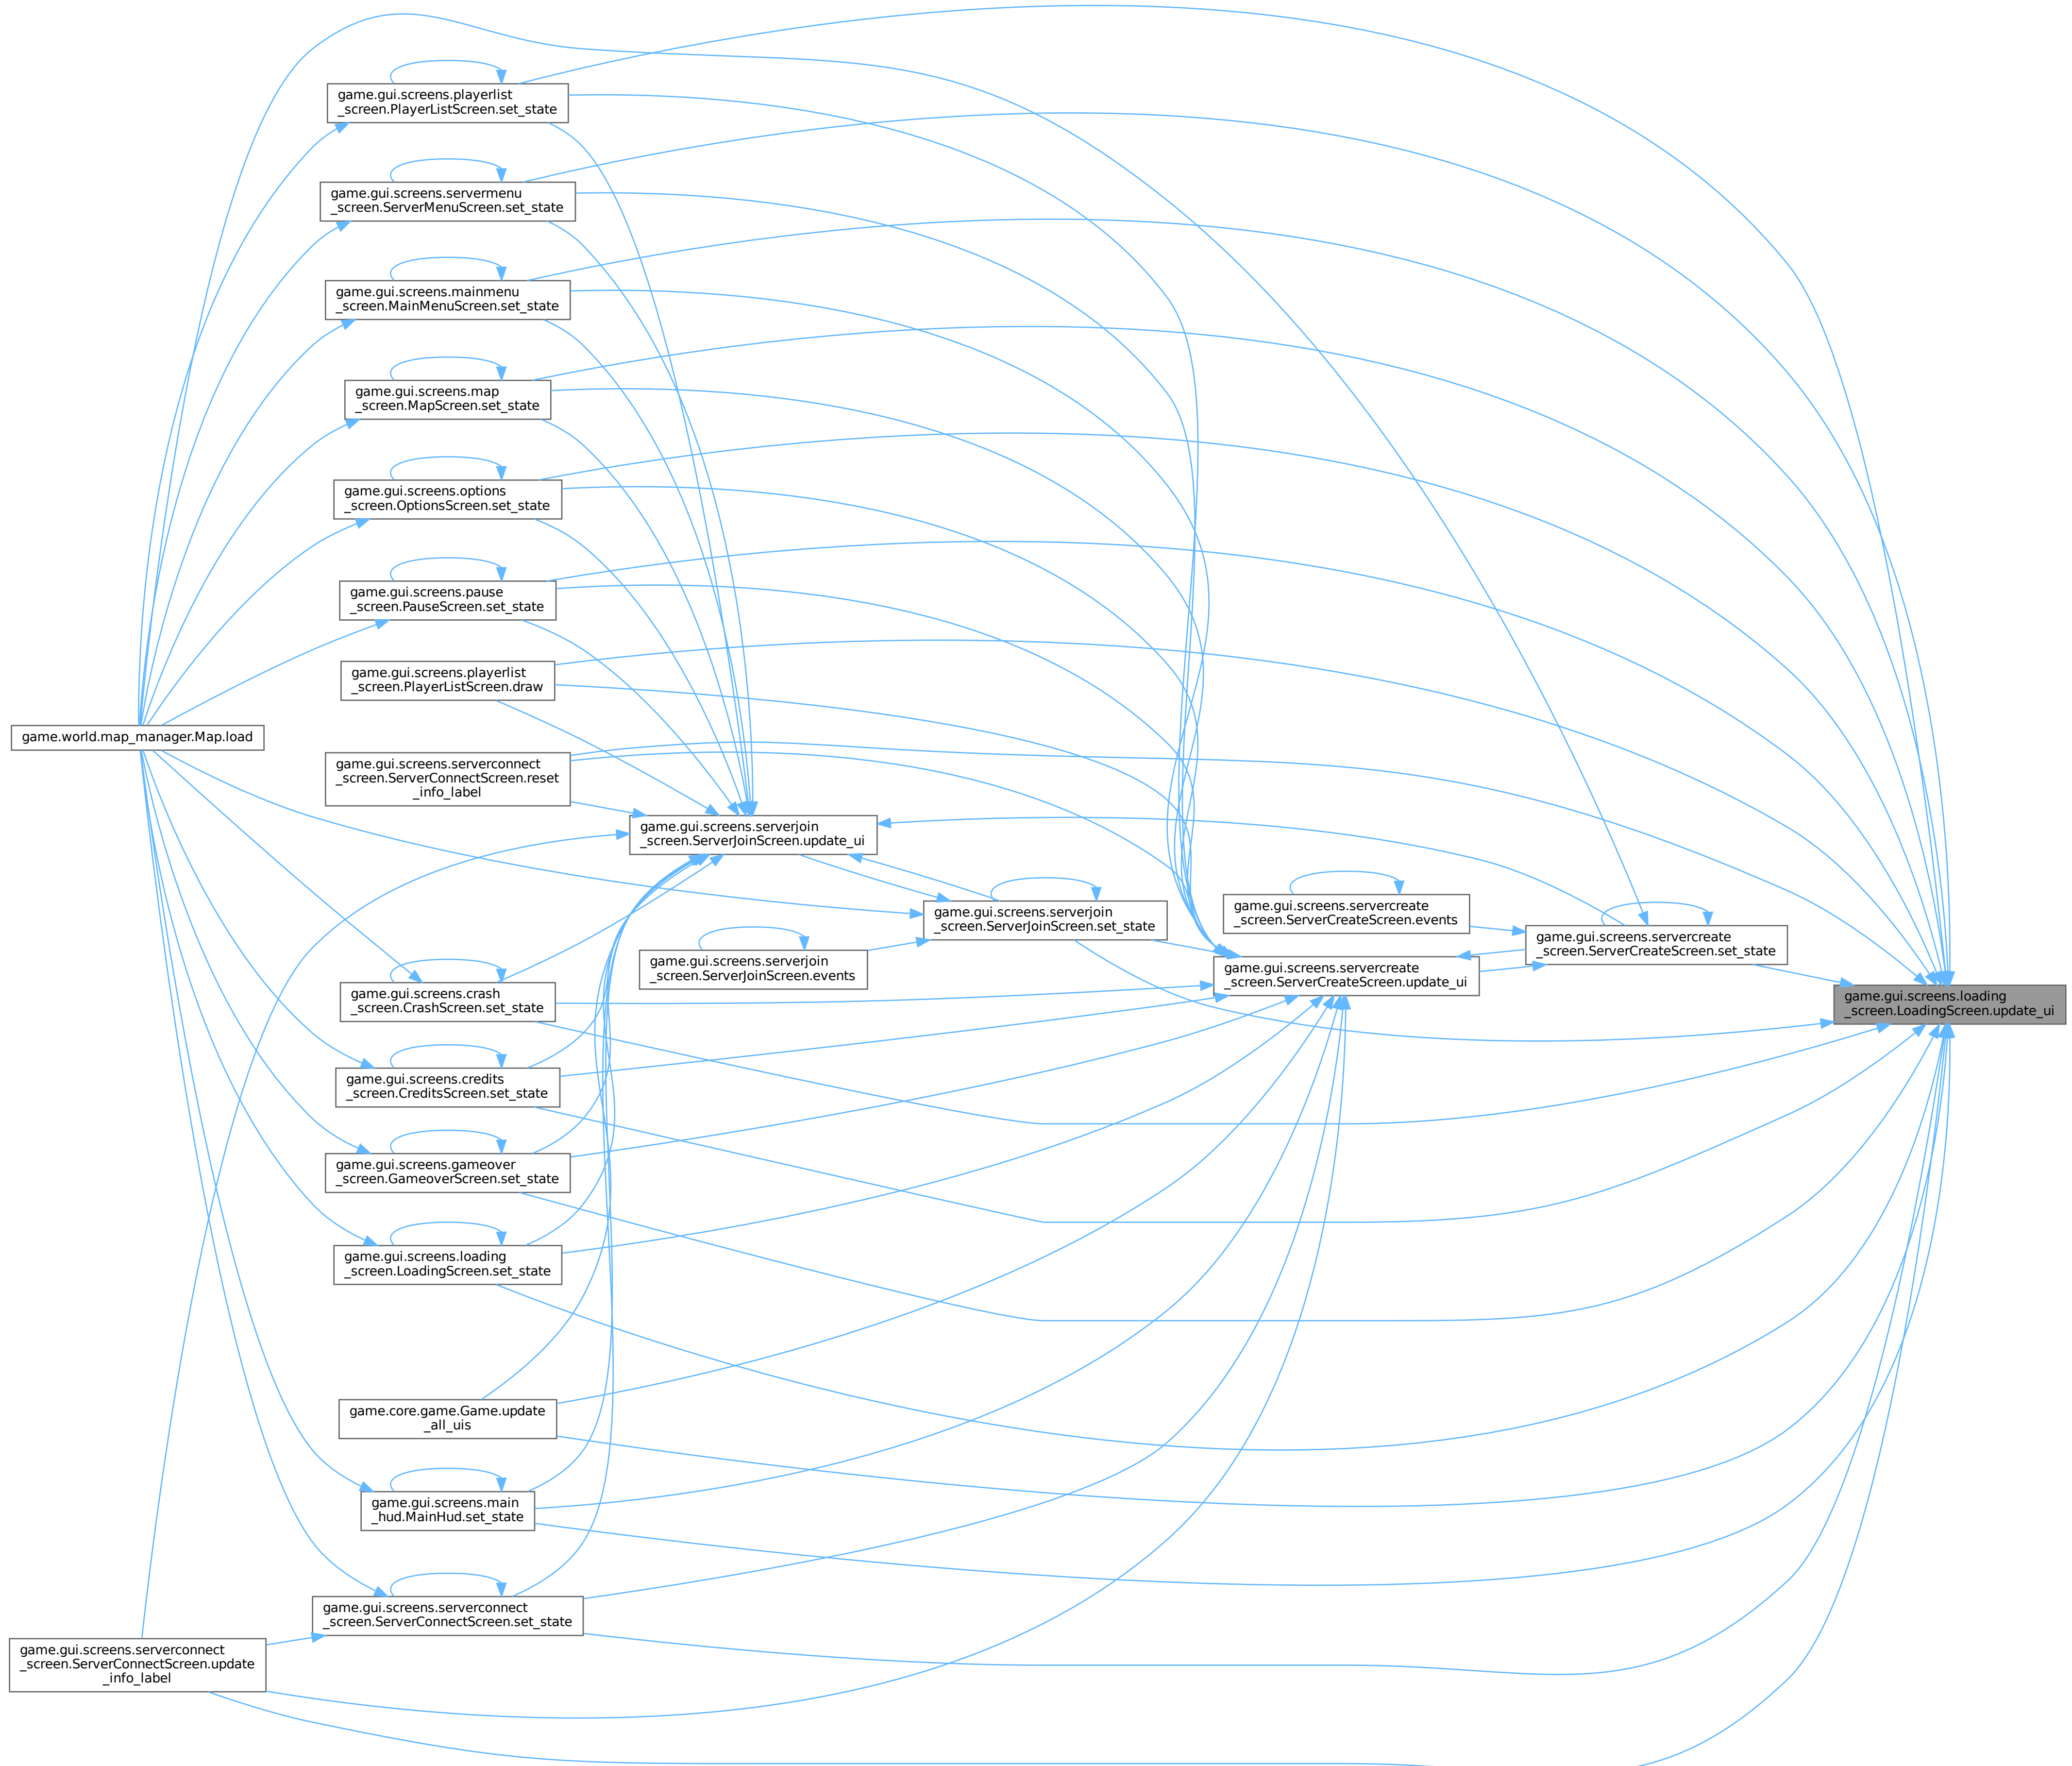 game.gui.screens.playerlist
_screen.PlayerListScreen.set_state
game.gui.screens.servermenu
_screen.ServerMenuScreen.set_state
game.gui.screens.mainmenu
_screen.MainMenuScreen.set_state
game.gui.screens.map
_screen.MapScreen.set_state
game.gui.screens.options
_screen.OptionsScreen.set_state
game.gui.screens.pause
_screen.PauseScreen.set_state
game.gui.screens.playerlist
_screen.PlayerListScreen.draw
game.world.map_manager.Map.load
game.gui.screens.serverconnect
_screen.ServerConnectScreen.reset
_info_label
game.gui.screens.serverjoin
_screen.ServerJoinScreen.update_ui
game.gui.screens.servercreate
_screen.ServerCreateScreen.events
game.gui.screens.serverjoin
_screen.ServerJoinScreen.set_state
game.gui.screens.servercreate
_screen.ServerCreateScreen.set_state
game.gui.screens.serverjoin
_screen.ServerJoinScreen.events
game.gui.screens.servercreate
_screen.ServerCreateScreen.update_ui
game.gui.screens.loading
_screen.LoadingScreen.update_ui
game.gui.screens.crash
_screen.CrashScreen.set_state
game.gui.screens.credits
_screen.CreditsScreen.set_state
game.gui.screens.gameover
_screen.GameoverScreen.set_state
game.gui.screens.loading
_screen.LoadingScreen.set_state
game.core.game.Game.update
_all_uis
game.gui.screens.main
_hud.MainHud.set_state
game.gui.screens.serverconnect
_screen.ServerConnectScreen.set_state
game.gui.screens.serverconnect
_screen.ServerConnectScreen.update
_info_label